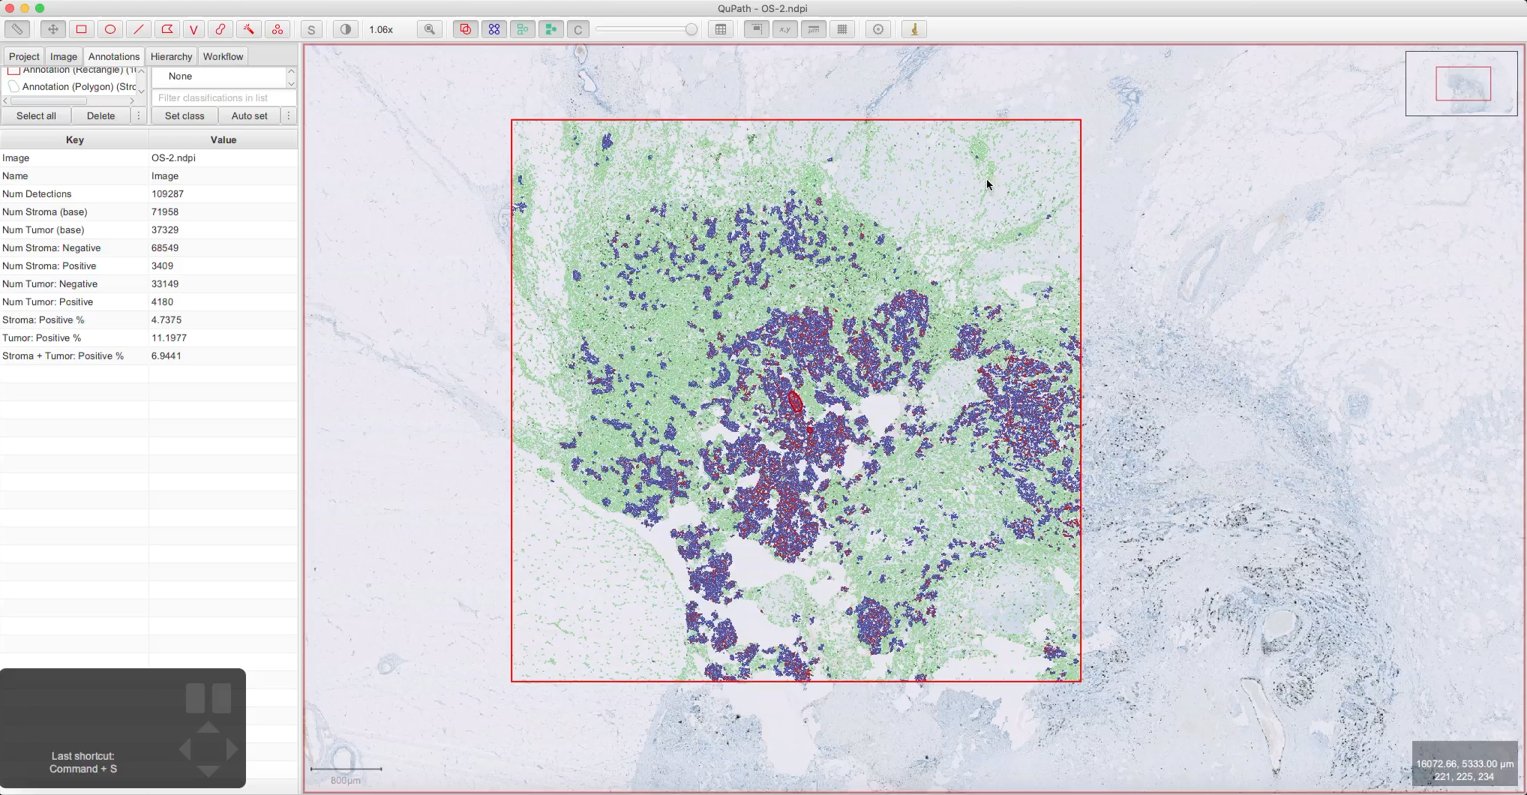 QuPath - OS-2.ndpi
S
1.06x
C
x,y
Project Image Annotations Hierarchy Workflow
Annotation (Rectangle)
Annotation (Polygon) (Stro
None
Filter classifications in list
Select all Delete Set class Auto set
Key Value
Image OS-2.ndpi
Name Image
Num Detections 109287
Num Stroma (base) 71958
Num Tumor (base) 37329
Num Stroma: Negative 68549
Num Stroma: Positive 3409
Num Tumor: Negative 33149
Num Tumor: Positive 4180
Stroma: Positive % 4.7375
Tumor: Positive % 11.1977
Stroma + Tumor: Positive % 6.9441
Last shortcut:
Command + S
800µm
16072.66, 5333.00 µm
221, 225, 234